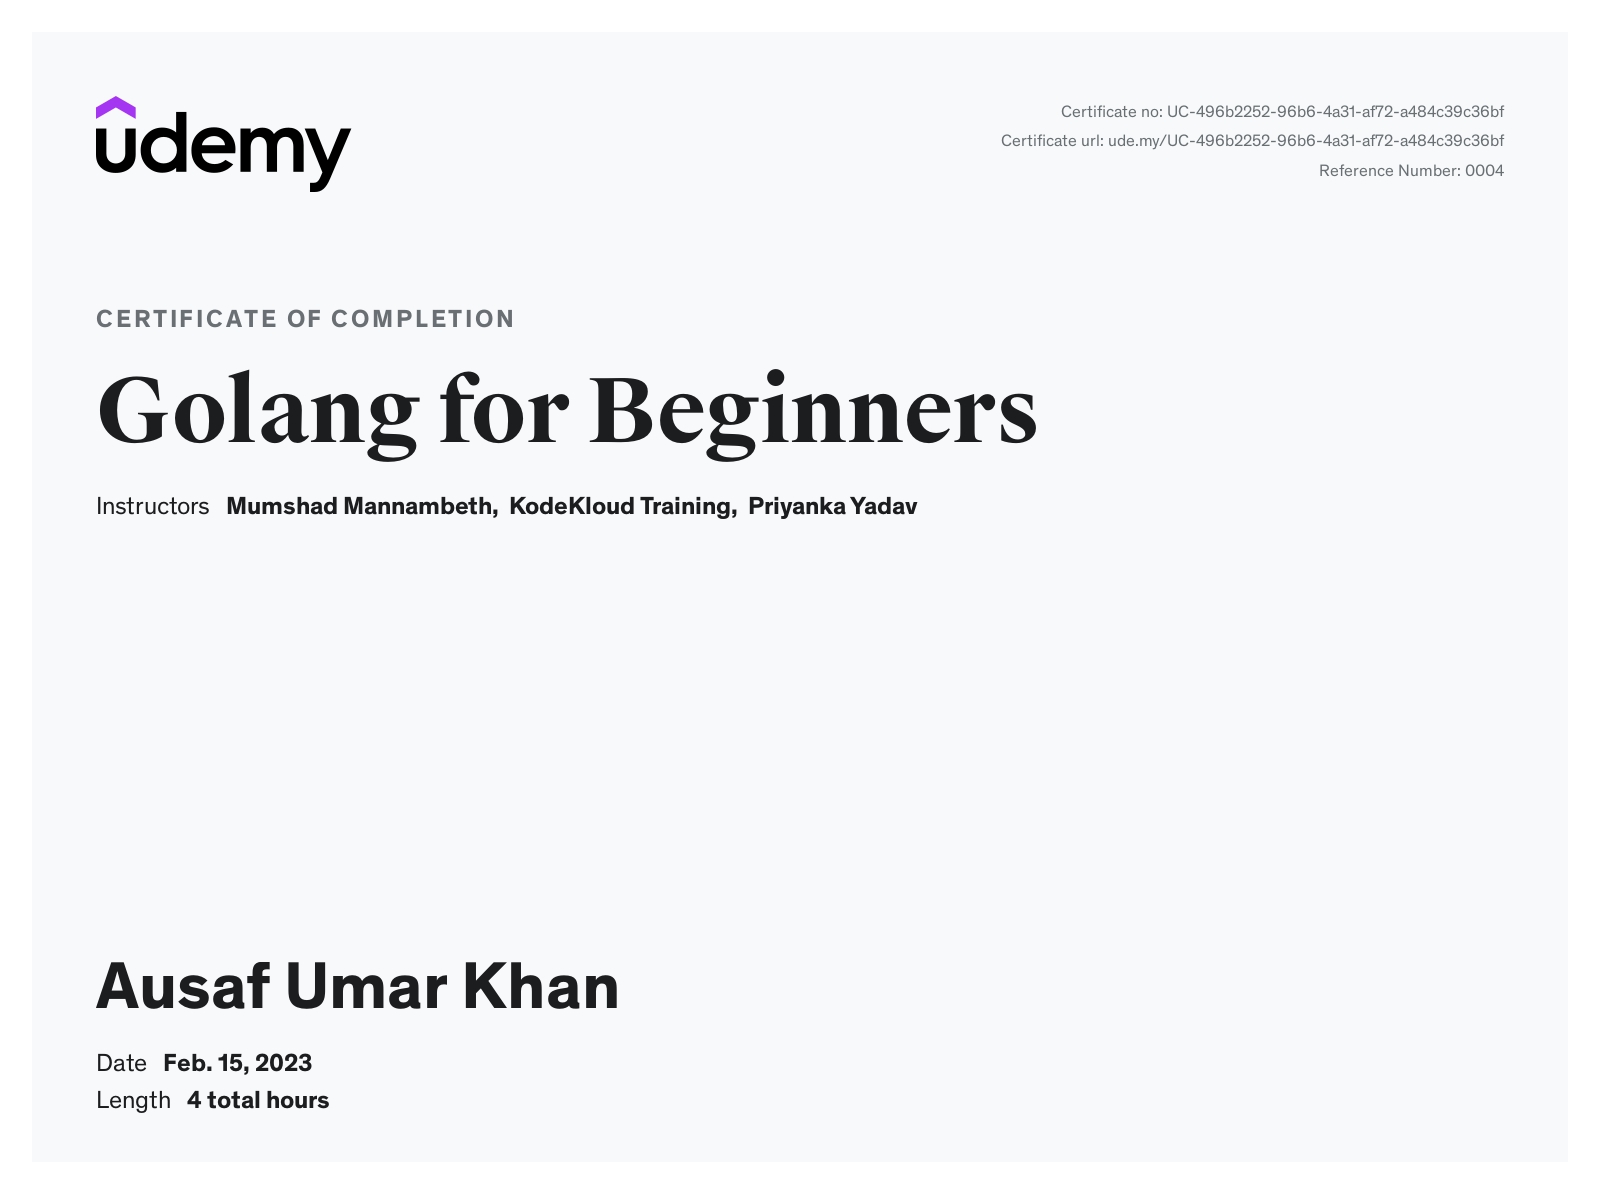 udemy
Certificate no: UC-496b2252-96b6-4a31-af72-a484c39c36bf
Certificate url: ude.my/UC-496b2252-96b6-4a31-af72-a484c39c36bf
Reference Number: 0004
CERTIFICATE OF COMPLETION
Golang for Beginners
Instructors Mumshad Mannambeth, KodeKloud Training, Priyanka Yadav
Ausaf Umar Khan
Date Feb. 15, 2023
Length 4 total hours